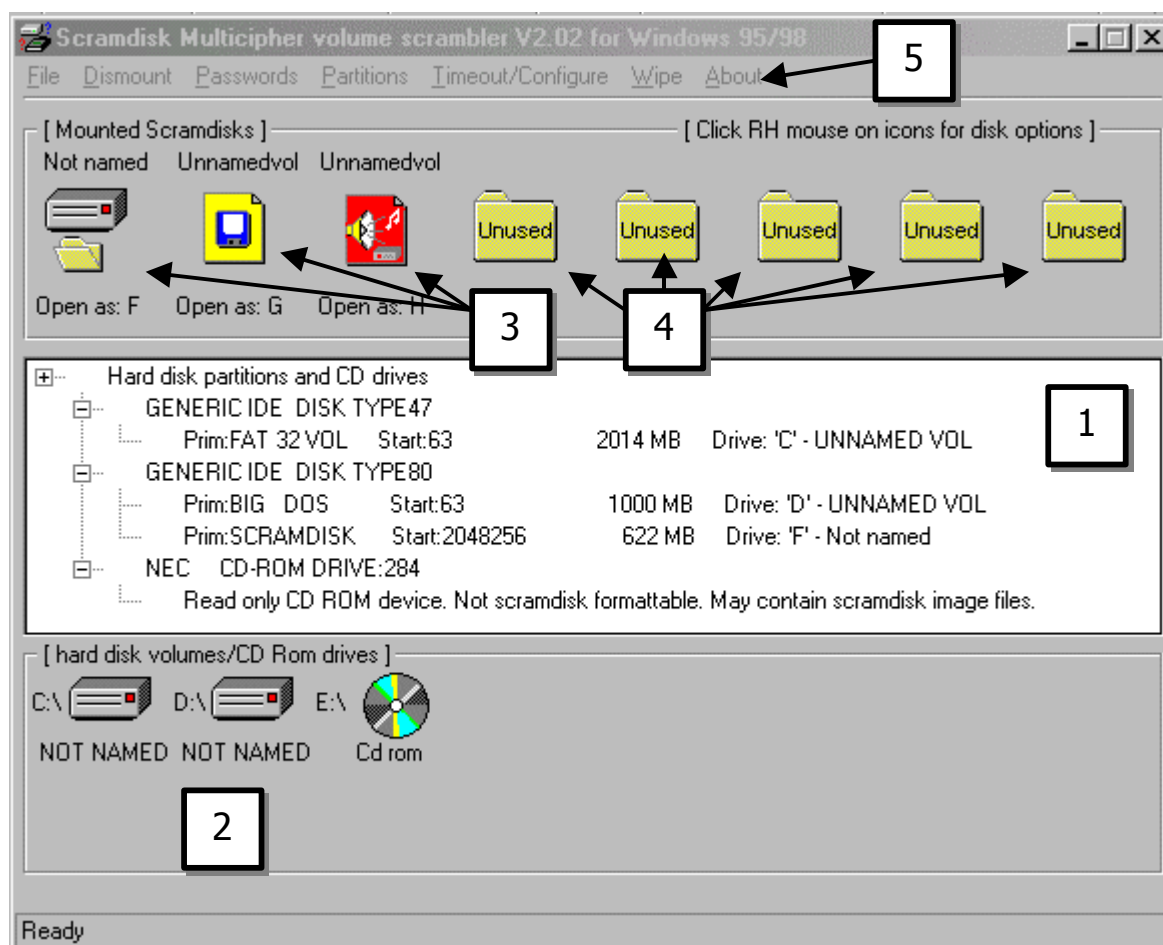 Scramdisk Multicipher volume scrambler V2.02 for Windows 95/98
5
File Dismount Passwords Partitions Timeout/Configure Wipe About
[ Mounted Scramdisks ] [ Click RH mouse on icons for disk options ]
Not named Unnamedvol Unnamedvol
Unused Unused Unused Unused Unused
Open as: F Open as: G Open as: H
3 4
Hard disk partitions and CD drives
1
GENERIC IDE DISK TYPE47
Prim:FAT 32 VOL Start:63 2014 MB Drive: 'C' - UNNAMED VOL
GENERIC IDE DISK TYPE80
Prim:BIG DOS Start:63 1000 MB Drive: 'D' - UNNAMED VOL
Prim:SCRAMDISK Start:2048256 622 MB Drive: 'F' - Not named
NEC CD-ROM DRIVE:284
Read only CD ROM device. Not scramdisk formattable. May contain scramdisk image files.
[ hard disk volumes/CD Rom drives ]
C:\ D:\ E:\
NOT NAMED NOT NAMED Cd rom
2
Ready